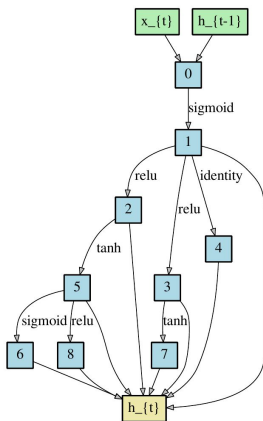 x_{t} h_{t-1}
0
sigmoid
1
relu identity
2 relu
4
tanh
5 3
sigmoid relu tanh
6 8 7
h_{t}